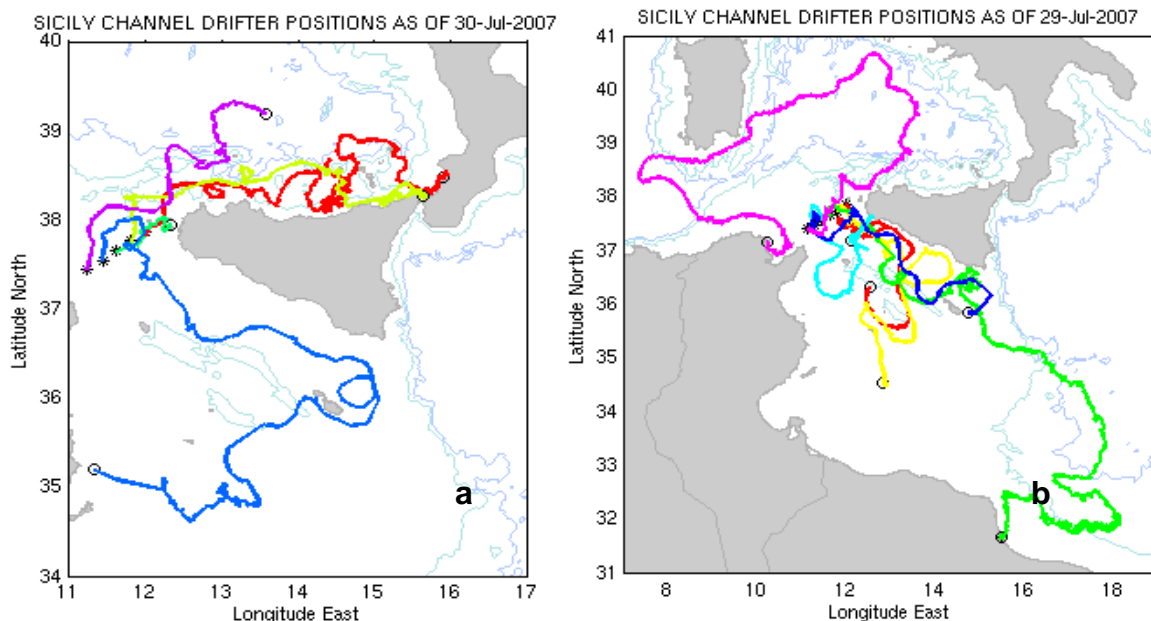 SICILY CHANNEL DRIFTER POSITIONS AS OF 30-Jul-2007
40
39
38
37
36
35
34
Latitude North
11 12 13 14 15 16 17
Longitude East
a
SICILY CHANNEL DRIFTER POSITIONS AS OF 29-Jul-2007
41
40
39
38
37
36
35
34
33
32
31
Latitude North
8 10 12 14 16 18
Longitude East
b